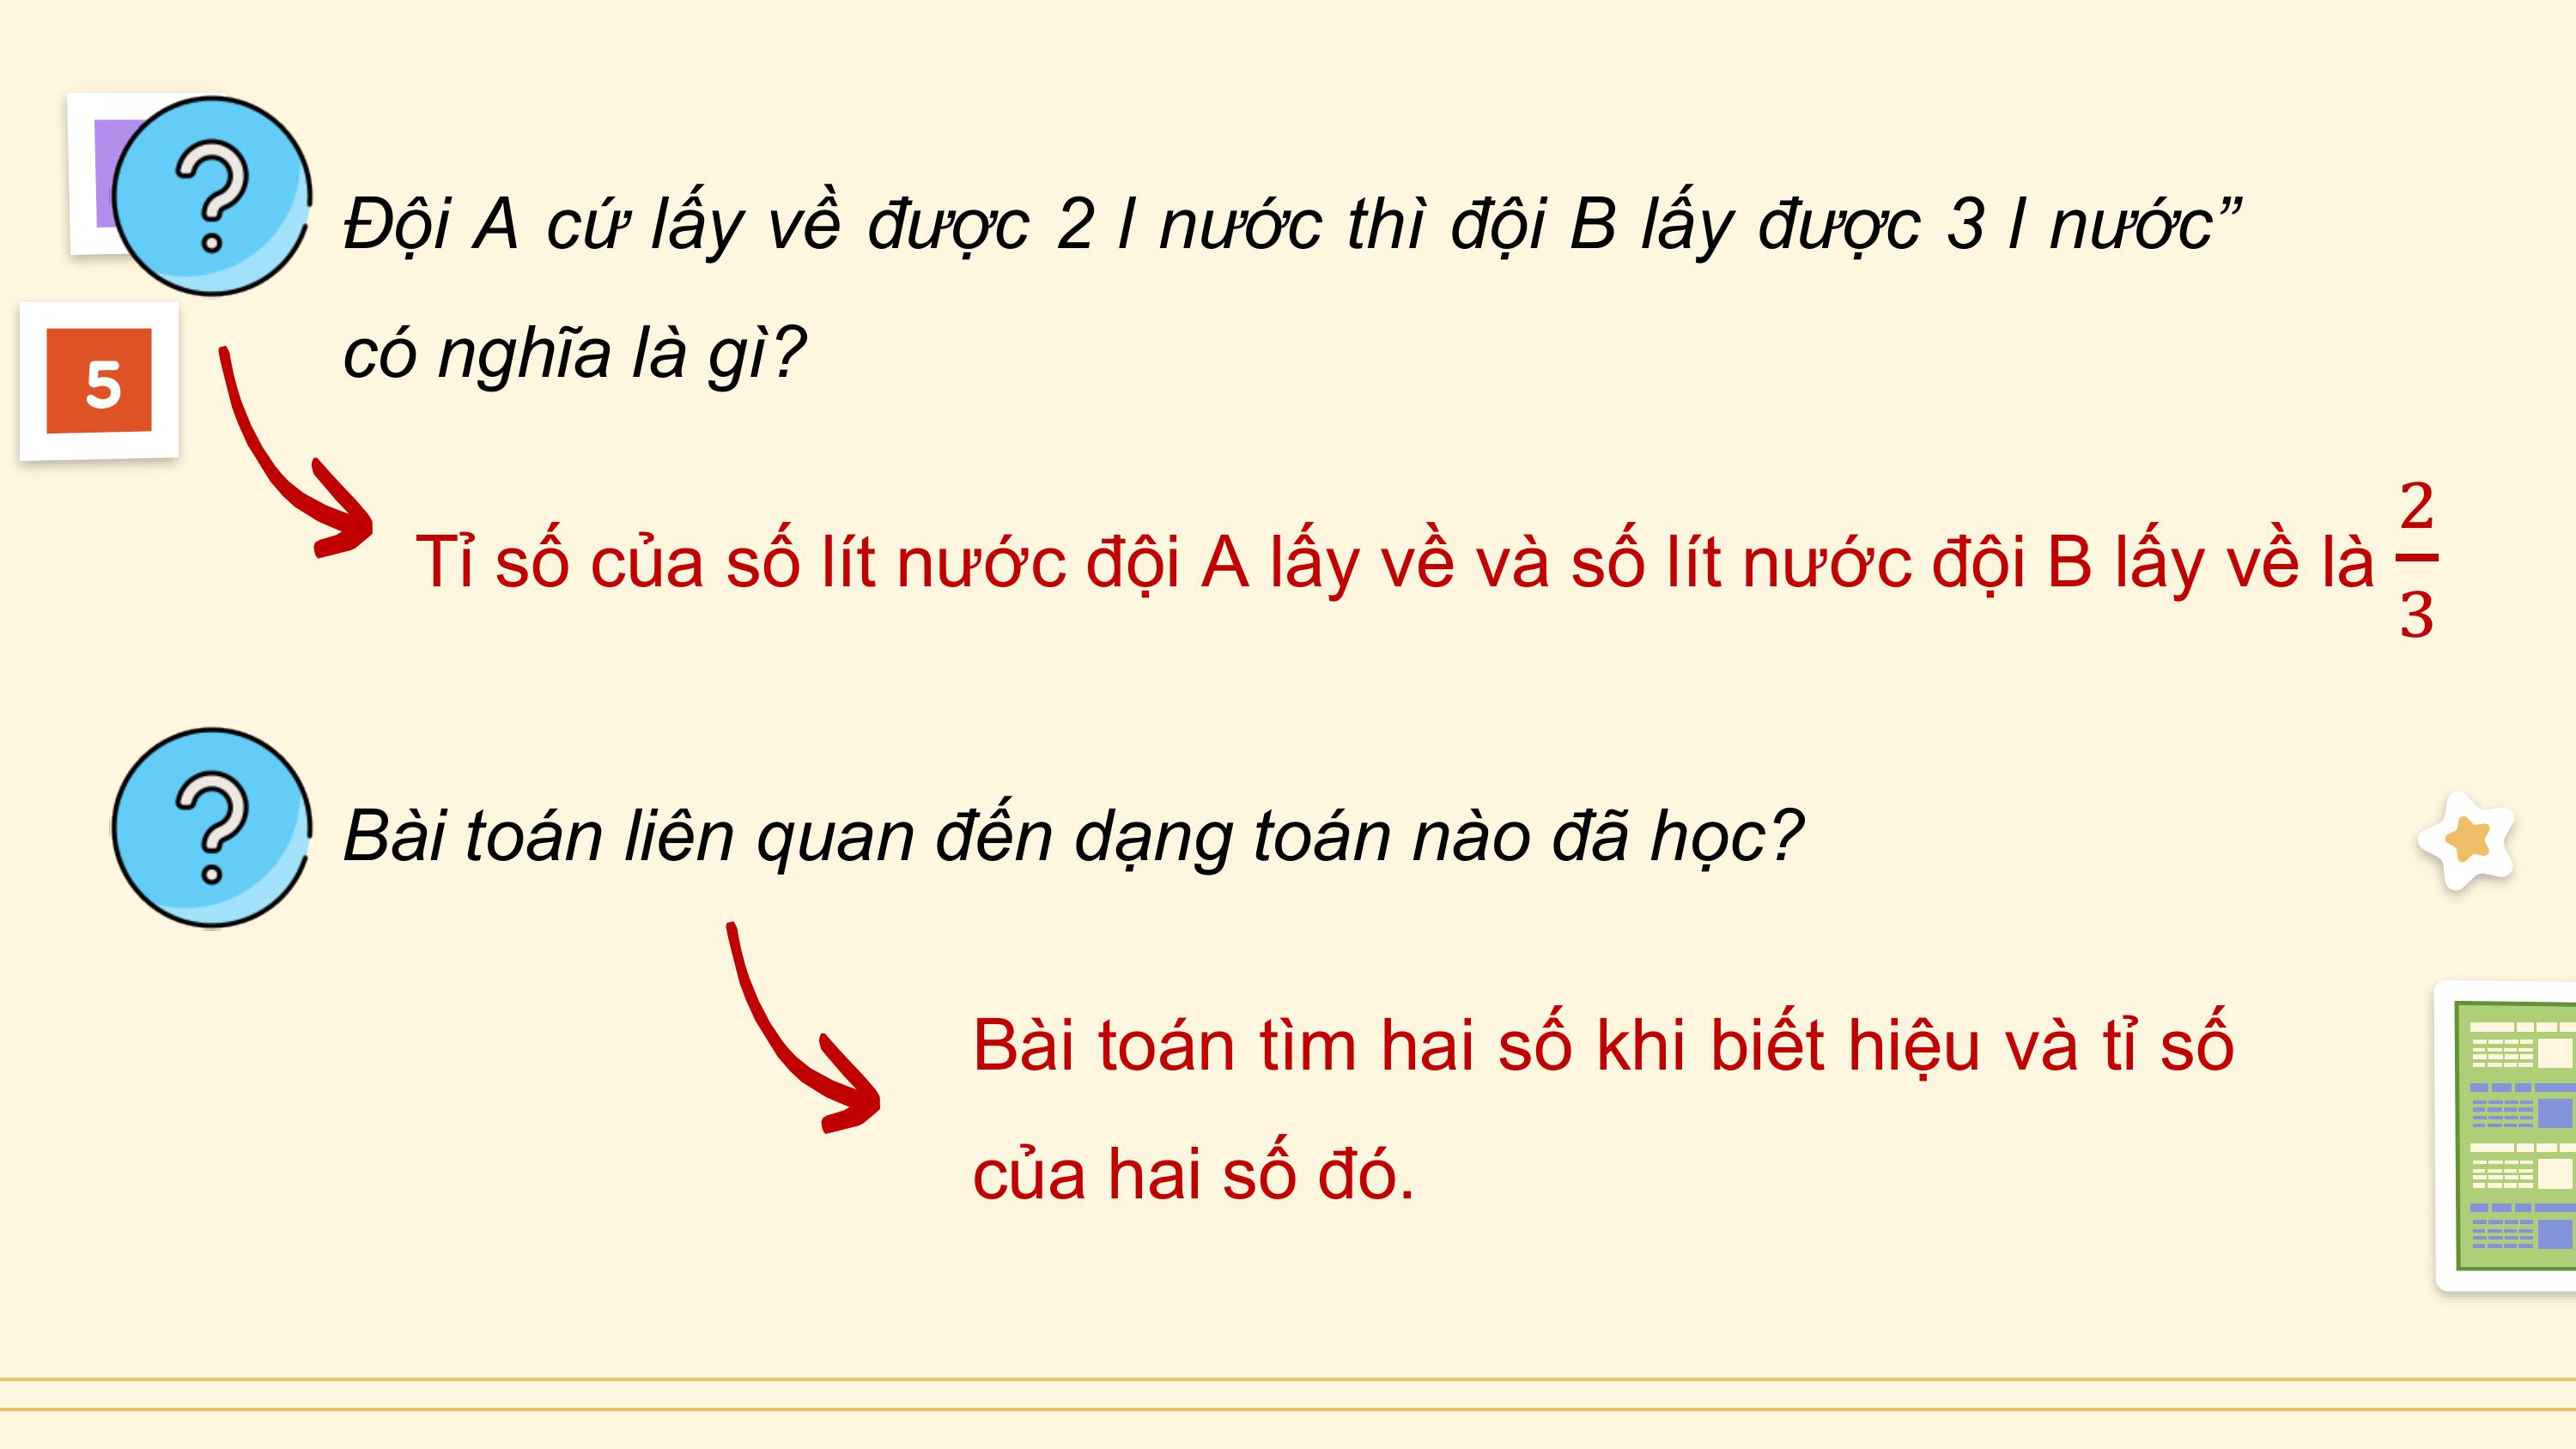 Đội A cứ lấy về được 2 l nước thì đội B lấy được 3 l nước”
có nghĩa là gì?
5
Tỉ số của số lít nước đội A lấy về và số lít nước đội B lấy về là 2/3
Bài toán liên quan đến dạng toán nào đã học?
Bài toán tìm hai số khi biết hiệu và tỉ số
của hai số đó.